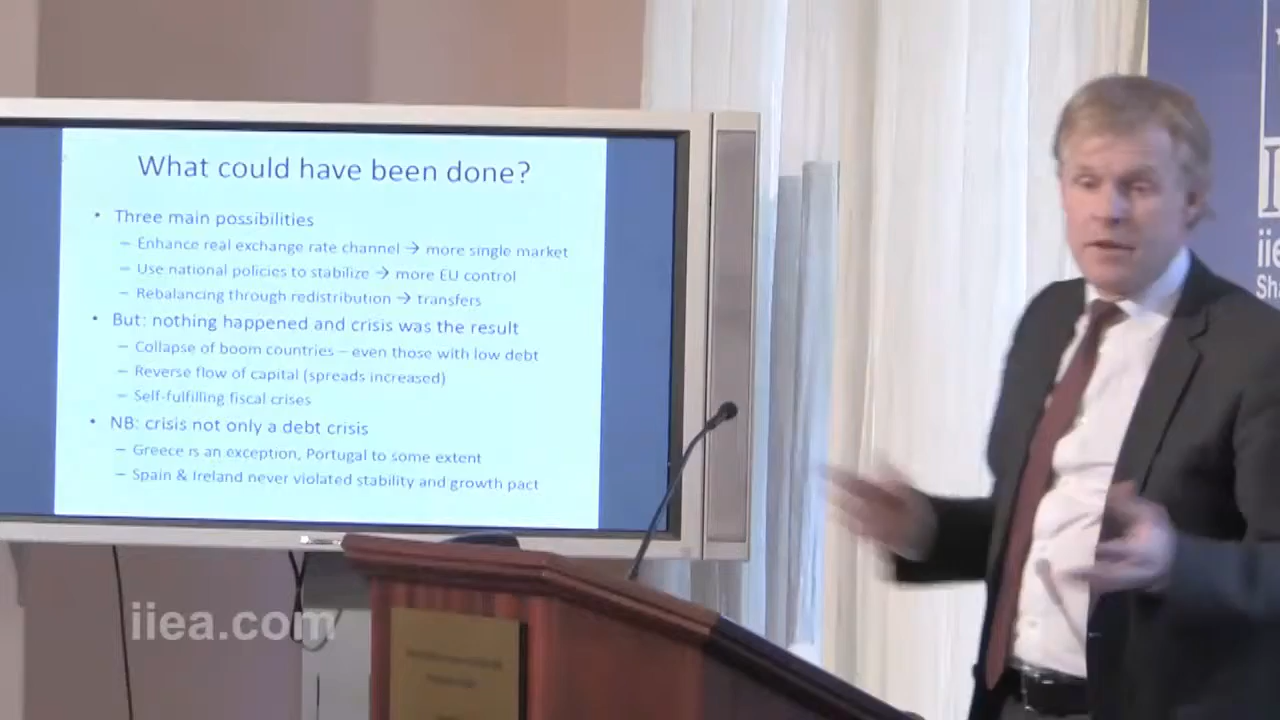 What could have been done?
• Three main possibilities
– Enhance real exchange rate channel → more single market
– Use national policies to stabilize → more EU control
– Rebalancing through redistribution → transfers
• But: nothing happened and crisis was the result
– Collapse of boom countries – even those with low debt
– Reverse flow of capital (spreads increased)
– Self-fulfilling fiscal crises
• NB: crisis not only a debt crisis
– Greece is an exception, Portugal to some extent
– Spain & Ireland never violated stability and growth pact
iie
Sha
iiea.com